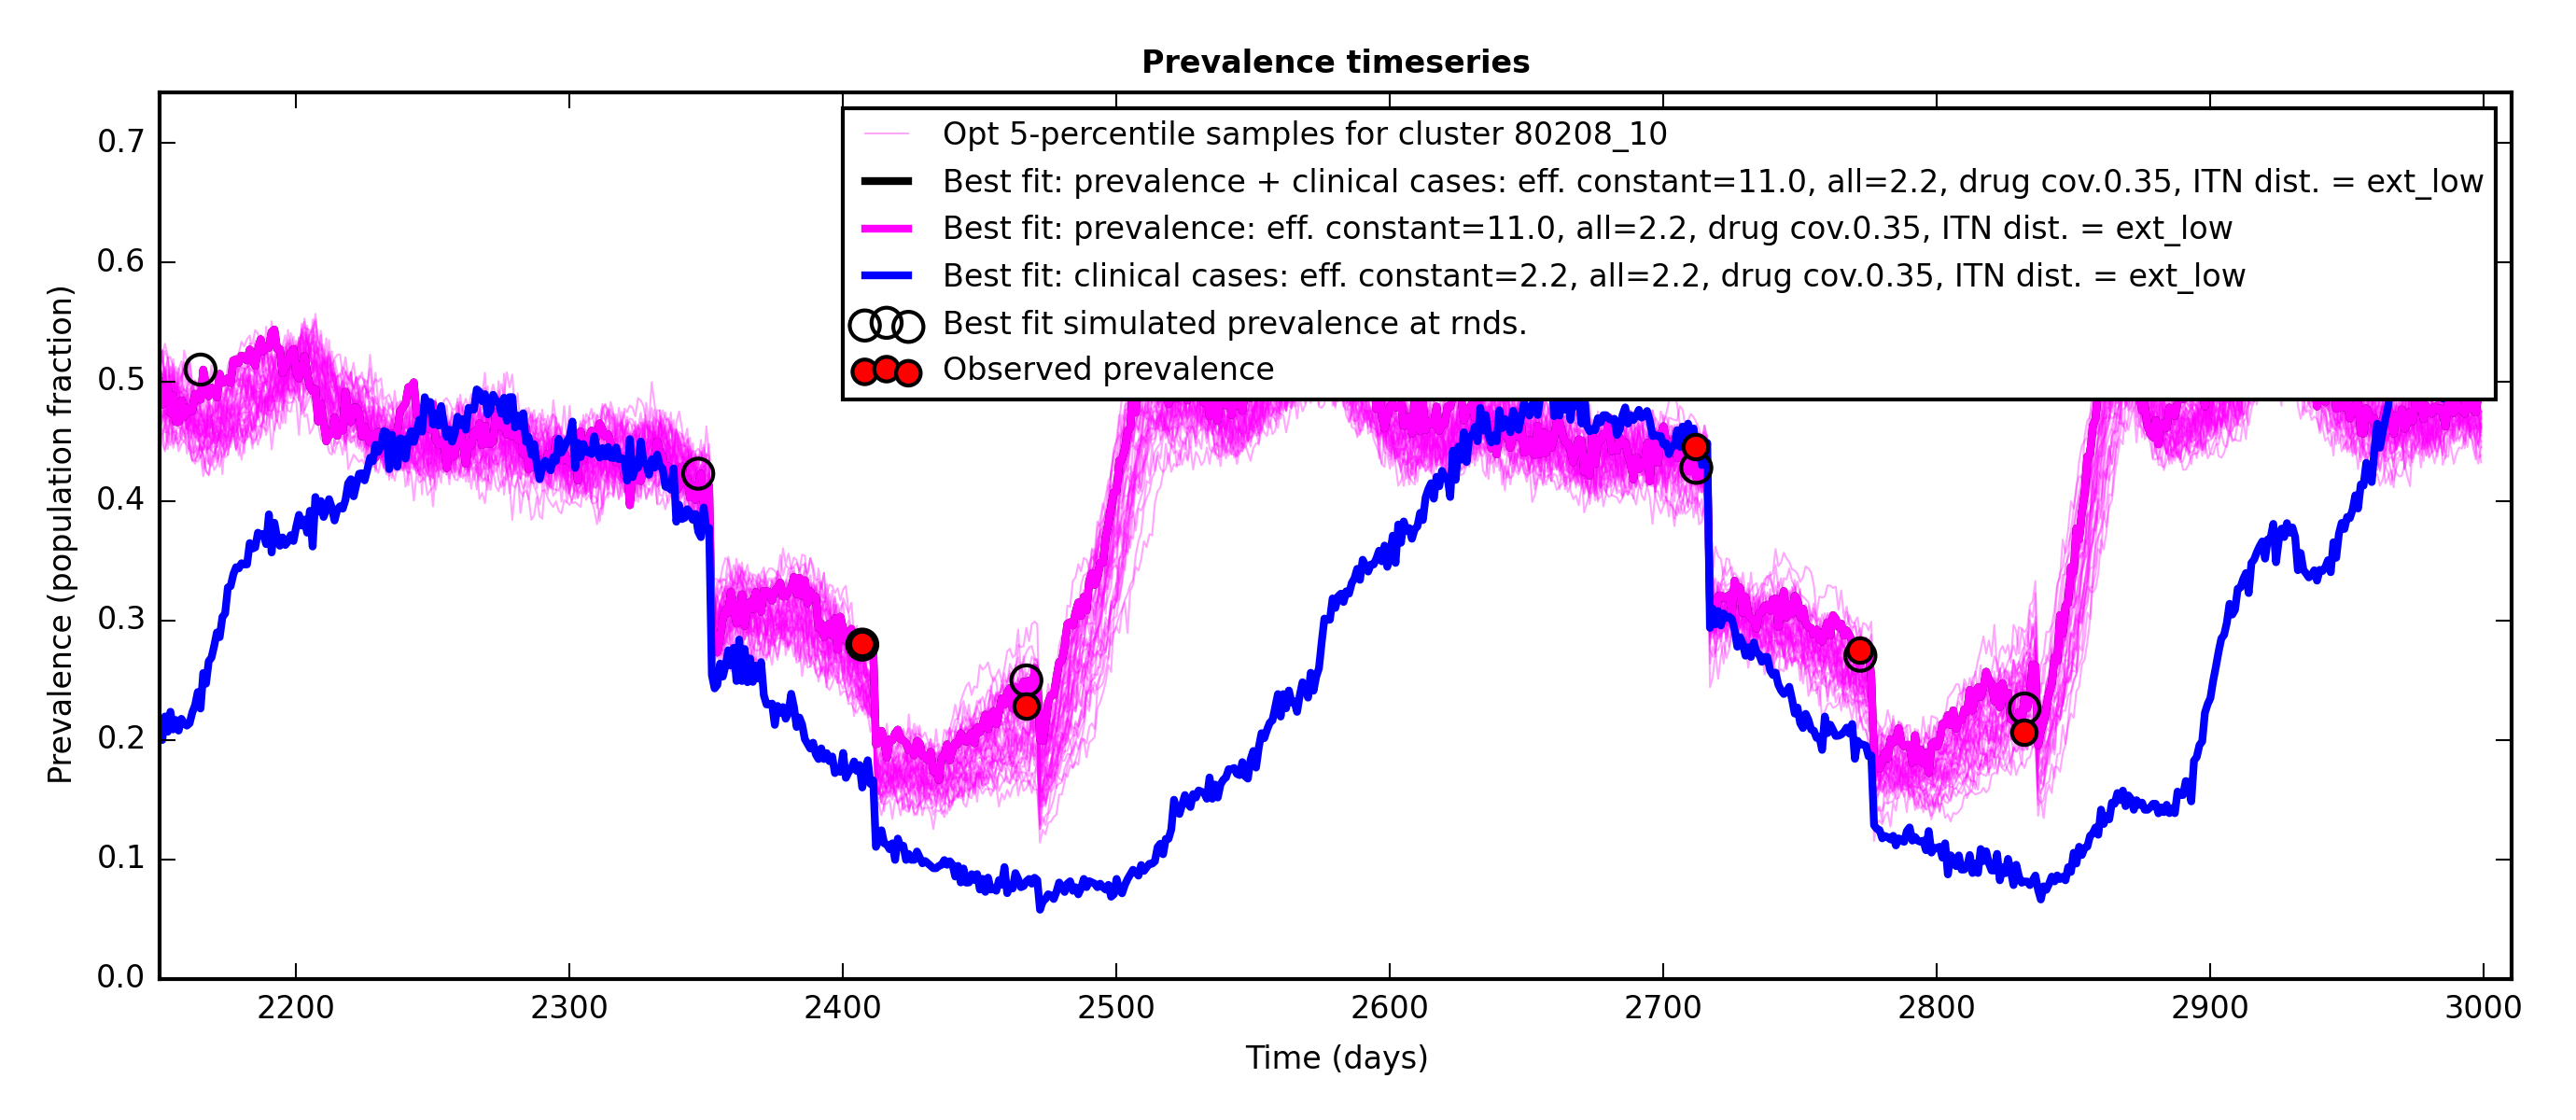 Prevalence timeseries
Opt 5-percentile samples for cluster 80208_10
Best fit: prevalence + clinical cases: eff. constant=11.0, all=2.2, drug cov.0.35, ITN dist. = ext_low
Best fit: prevalence: eff. constant=11.0, all=2.2, drug cov.0.35, ITN dist. = ext_low
Best fit: clinical cases: eff. constant=2.2, all=2.2, drug cov.0.35, ITN dist. = ext_low
Best fit simulated prevalence at rnds.
Observed prevalence
Prevalence (population fraction)
0.7
0.6
0.5
0.4
0.3
0.2
0.1
0.0
2200 2300 2400 2500 2600 2700 2800 2900 3000
Time (days)